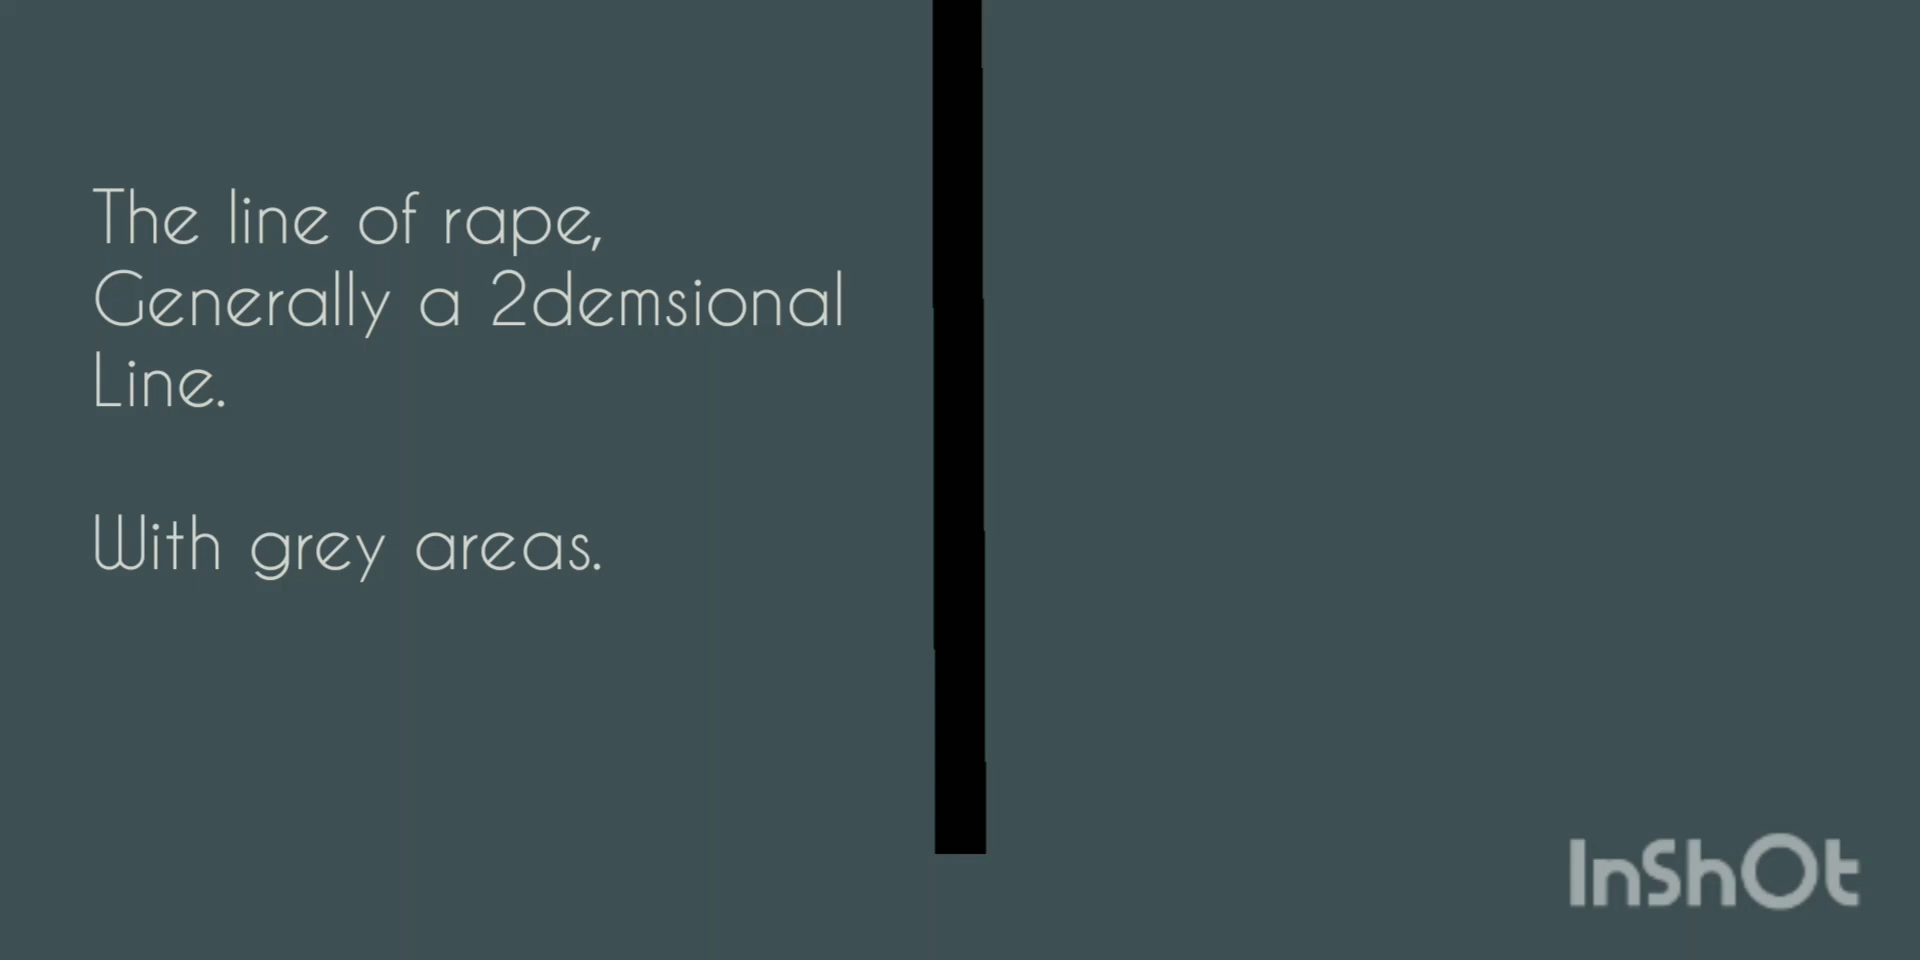 The line of rape,
Generally a 2demsional
Line.
With grey areas.
InShOt